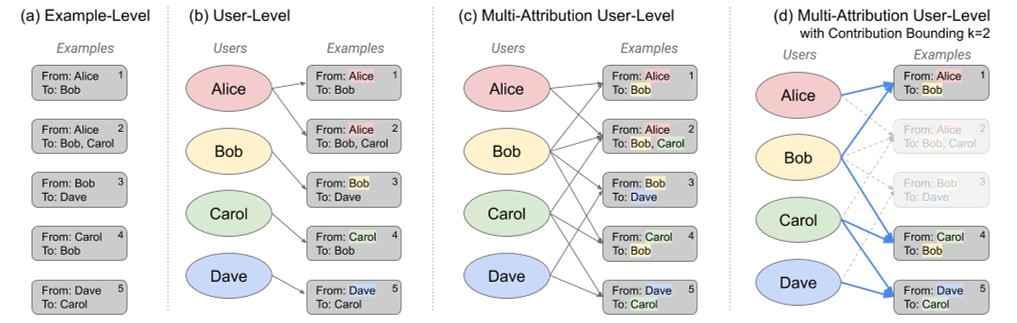 (a) Example-Level
Examples
From: Alice 1
To: Bob
From: Alice 2
To: Bob, Carol
From: Bob 3
To: Dave
From: Carol 4
To: Bob
From: Dave 5
To: Carol
(b) User-Level
Users Examples
Alice
Bob
Carol
Dave
From: Alice 1
To: Bob
From: Alice 2
To: Bob, Carol
From: Bob 3
To: Dave
From: Carol 4
To: Bob
From: Dave 5
To: Carol
(c) Multi-Attribution User-Level
Users Examples
Alice
Bob
Carol
Dave
From: Alice 1
To: Bob
From: Alice 2
To: Bob, Carol
From: Bob 3
To: Dave
From: Carol 4
To: Bob
From: Dave 5
To: Carol
(d) Multi-Attribution User-Level
with Contribution Bounding k=2
Users Examples
Alice
Bob
Carol
Dave
From: Alice 1
To: Bob
From: Alice 2
To: Bob, Carol
From: Bob 3
To: Dave
From: Carol 4
To: Bob
From: Dave 5
To: Carol